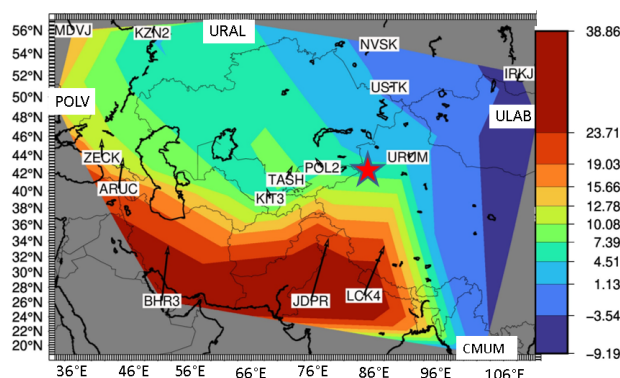 56°N
54°N
52°N
50°N
48°N
46°N
44°N
42°N
40°N
38°N
36°N
34°N
32°N
30°N
28°N
26°N
24°N
22°N
20°N
MDVJ
KZN2
URAL
NVSK
IRKJ
USTK
POLV
ULAB
ZECK
URUM
POL2
TASH
ARUC
KIT3
BHR3
JDPR
LCK4
CMUM
36°E
46°E
56°E
66°E
76°E
86°E
96°E
106°E
38.86
23.71
19.03
15.66
12.78
10.08
7.39
4.51
1.13
−3.54
−9.19